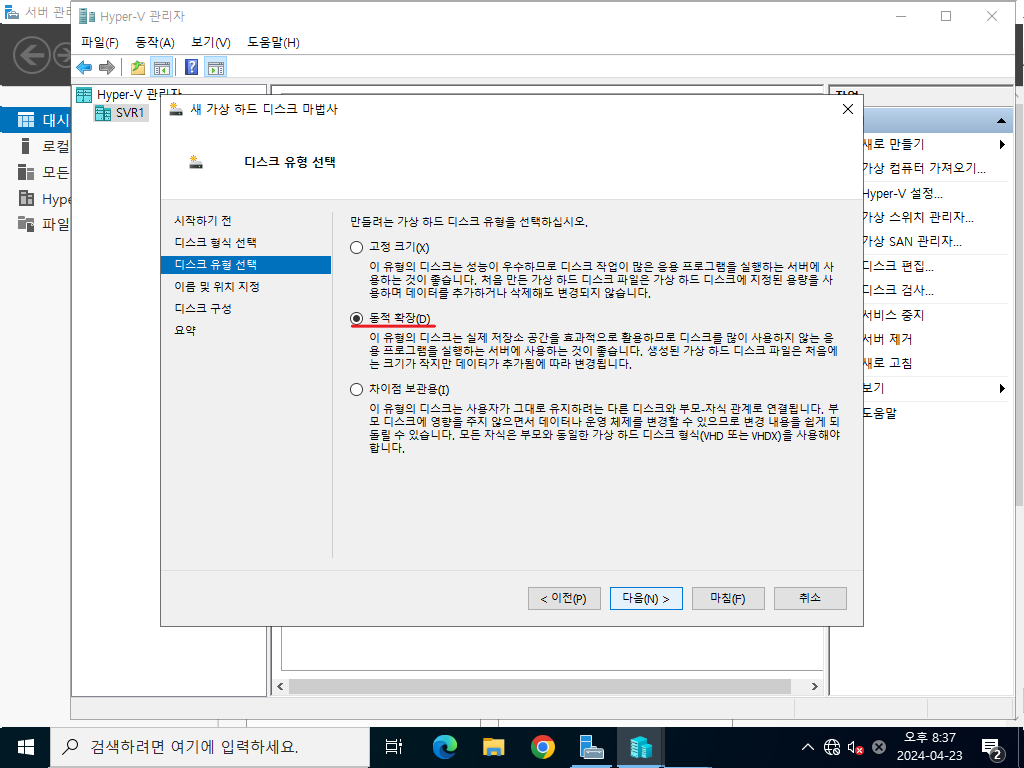 서버 관리
Hyper-V 관리자
파일(F) 동작(A) 보기(V) 도움말(H)
Hyper-V 관리자
SVR1
대시
로컬
모든
Hype
파일
새 가상 하드 디스크 마법사
디스크 유형 선택
시작하기 전
디스크 형식 선택
디스크 유형 선택
이름 및 위치 지정
디스크 구성
요약
만들려는 가상 하드 디스크 유형을 선택하십시오.
고정 크기(X)
이 유형의 디스크는 성능이 우수하므로 디스크 작업이 많은 응용 프로그램을 실행하는 서버에 사
용하는 것이 좋습니다. 처음 만든 가상 하드 디스크 파일은 가상 하드 디스크에 지정된 용량을 사
용하며 데이터를 추가하거나 삭제해도 변경되지 않습니다.
동적 확장(D)
이 유형의 디스크는 실제 저장소 공간을 효과적으로 활용하므로 디스크를 많이 사용하지 않는 응
용 프로그램을 실행하는 서버에 사용하는 것이 좋습니다. 생성된 가상 하드 디스크 파일은 처음에
는 크기가 작지만 데이터가 추가됨에 따라 변경됩니다.
차이점 보관용(I)
이 유형의 디스크는 사용자가 그대로 유지하려는 다른 디스크와 부모-자식 관계로 연결됩니다. 부
모 디스크에 영향을 주지 않으면서 데이터나 운영 체제를 변경할 수 있으므로 변경 내용을 쉽게 되
돌릴 수 있습니다. 모든 자식은 부모와 동일한 가상 하드 디스크 형식(VHD 또는 VHDX)을 사용해야
합니다.
< 이전(P) 다음(N) > 마침(F) 취소
새로 만들기
가상 컴퓨터 가져오기...
Hyper-V 설정...
가상 스위치 관리자...
가상 SAN 관리자...
디스크 편집...
디스크 검사...
서비스 중지
서버 제거
새로 고침
보기
도움말
검색하려면 여기에 입력하세요.
오후 8:37
2024-04-23
2